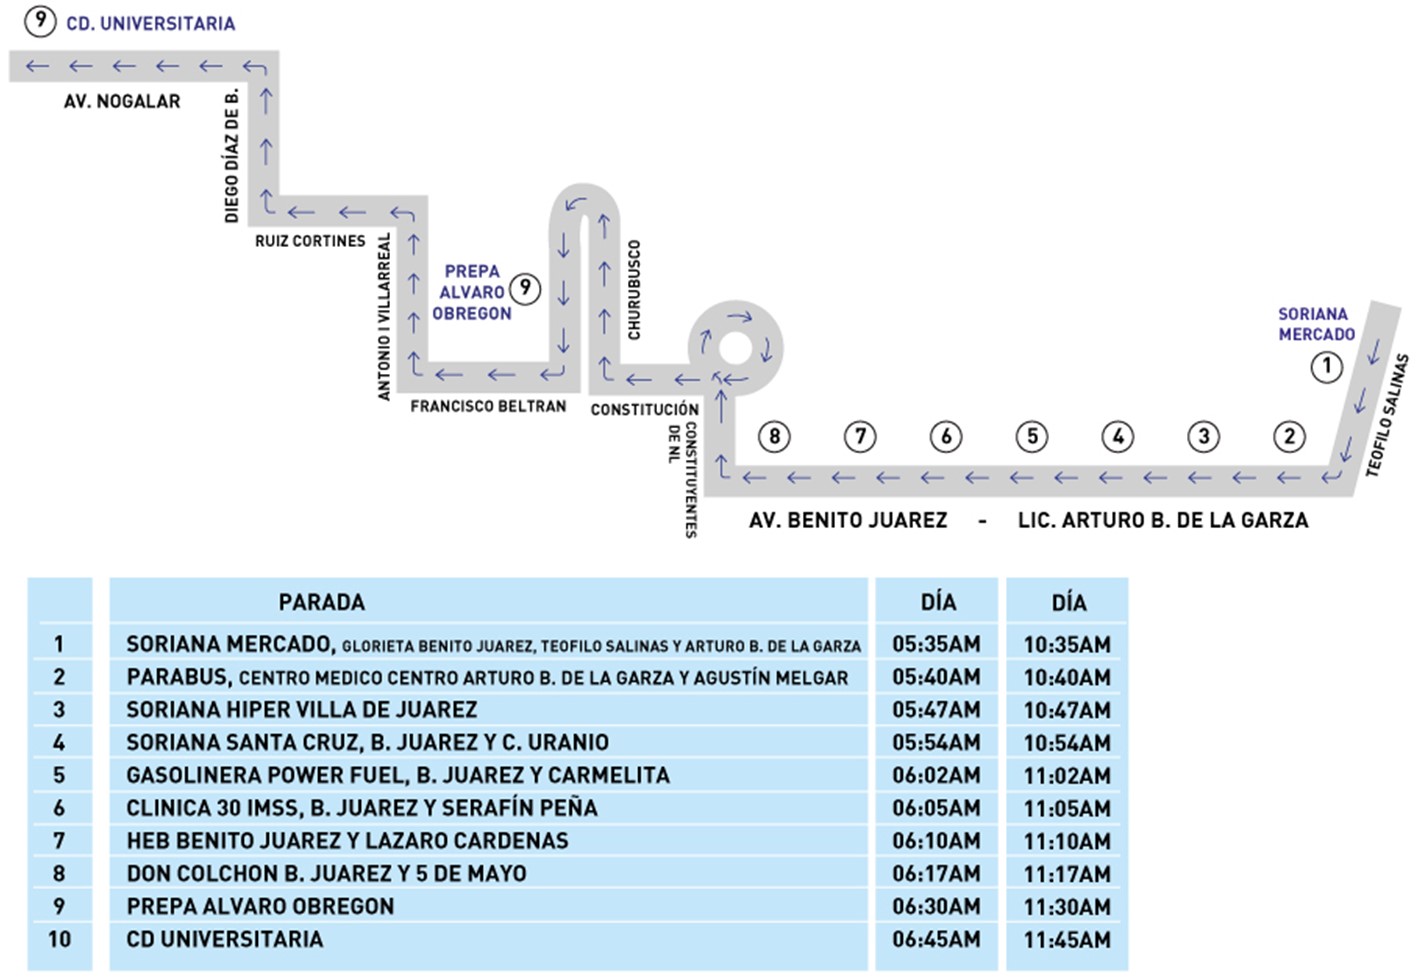 9 CD. UNIVERSITARIA
AV. NOGALAR
DIEGO DÍAZ DE B.
RUIZ CORTINES
ANTONIO I VILLARREAL
PREPA
ALVARO
OBREGON
9
FRANCISCO BELTRAN
CHURUBUSCO
CONSTITUCIÓN
CONSTITUYENTES
DE NL
SORIANA
MERCADO
1
TEOFILO SALINAS
8 7 6 5 4 3 2
AV. BENITO JUAREZ - LIC. ARTURO B. DE LA GARZA
PARADA DÍA DÍA
1 SORIANA MERCADO, GLORIETA BENITO JUAREZ, TEOFILO SALINAS Y ARTURO B. DE LA GARZA 05:35AM 10:35AM
2 PARABUS, CENTRO MEDICO CENTRO ARTURO B. DE LA GARZA Y AGUSTÍN MELGAR 05:40AM 10:40AM
3 SORIANA HIPER VILLA DE JUAREZ 05:47AM 10:47AM
4 SORIANA SANTA CRUZ, B. JUAREZ Y C. URANIO 05:54AM 10:54AM
5 GASOLINERA POWER FUEL, B. JUAREZ Y CARMELITA 06:02AM 11:02AM
6 CLINICA 30 IMSS, B. JUAREZ Y SERAFÍN PEÑA 06:05AM 11:05AM
7 HEB BENITO JUAREZ Y LAZARO CARDENAS 06:10AM 11:10AM
8 DON COLCHON B. JUAREZ Y 5 DE MAYO 06:17AM 11:17AM
9 PREPA ALVARO OBREGON 06:30AM 11:30AM
10 CD UNIVERSITARIA 06:45AM 11:45AM